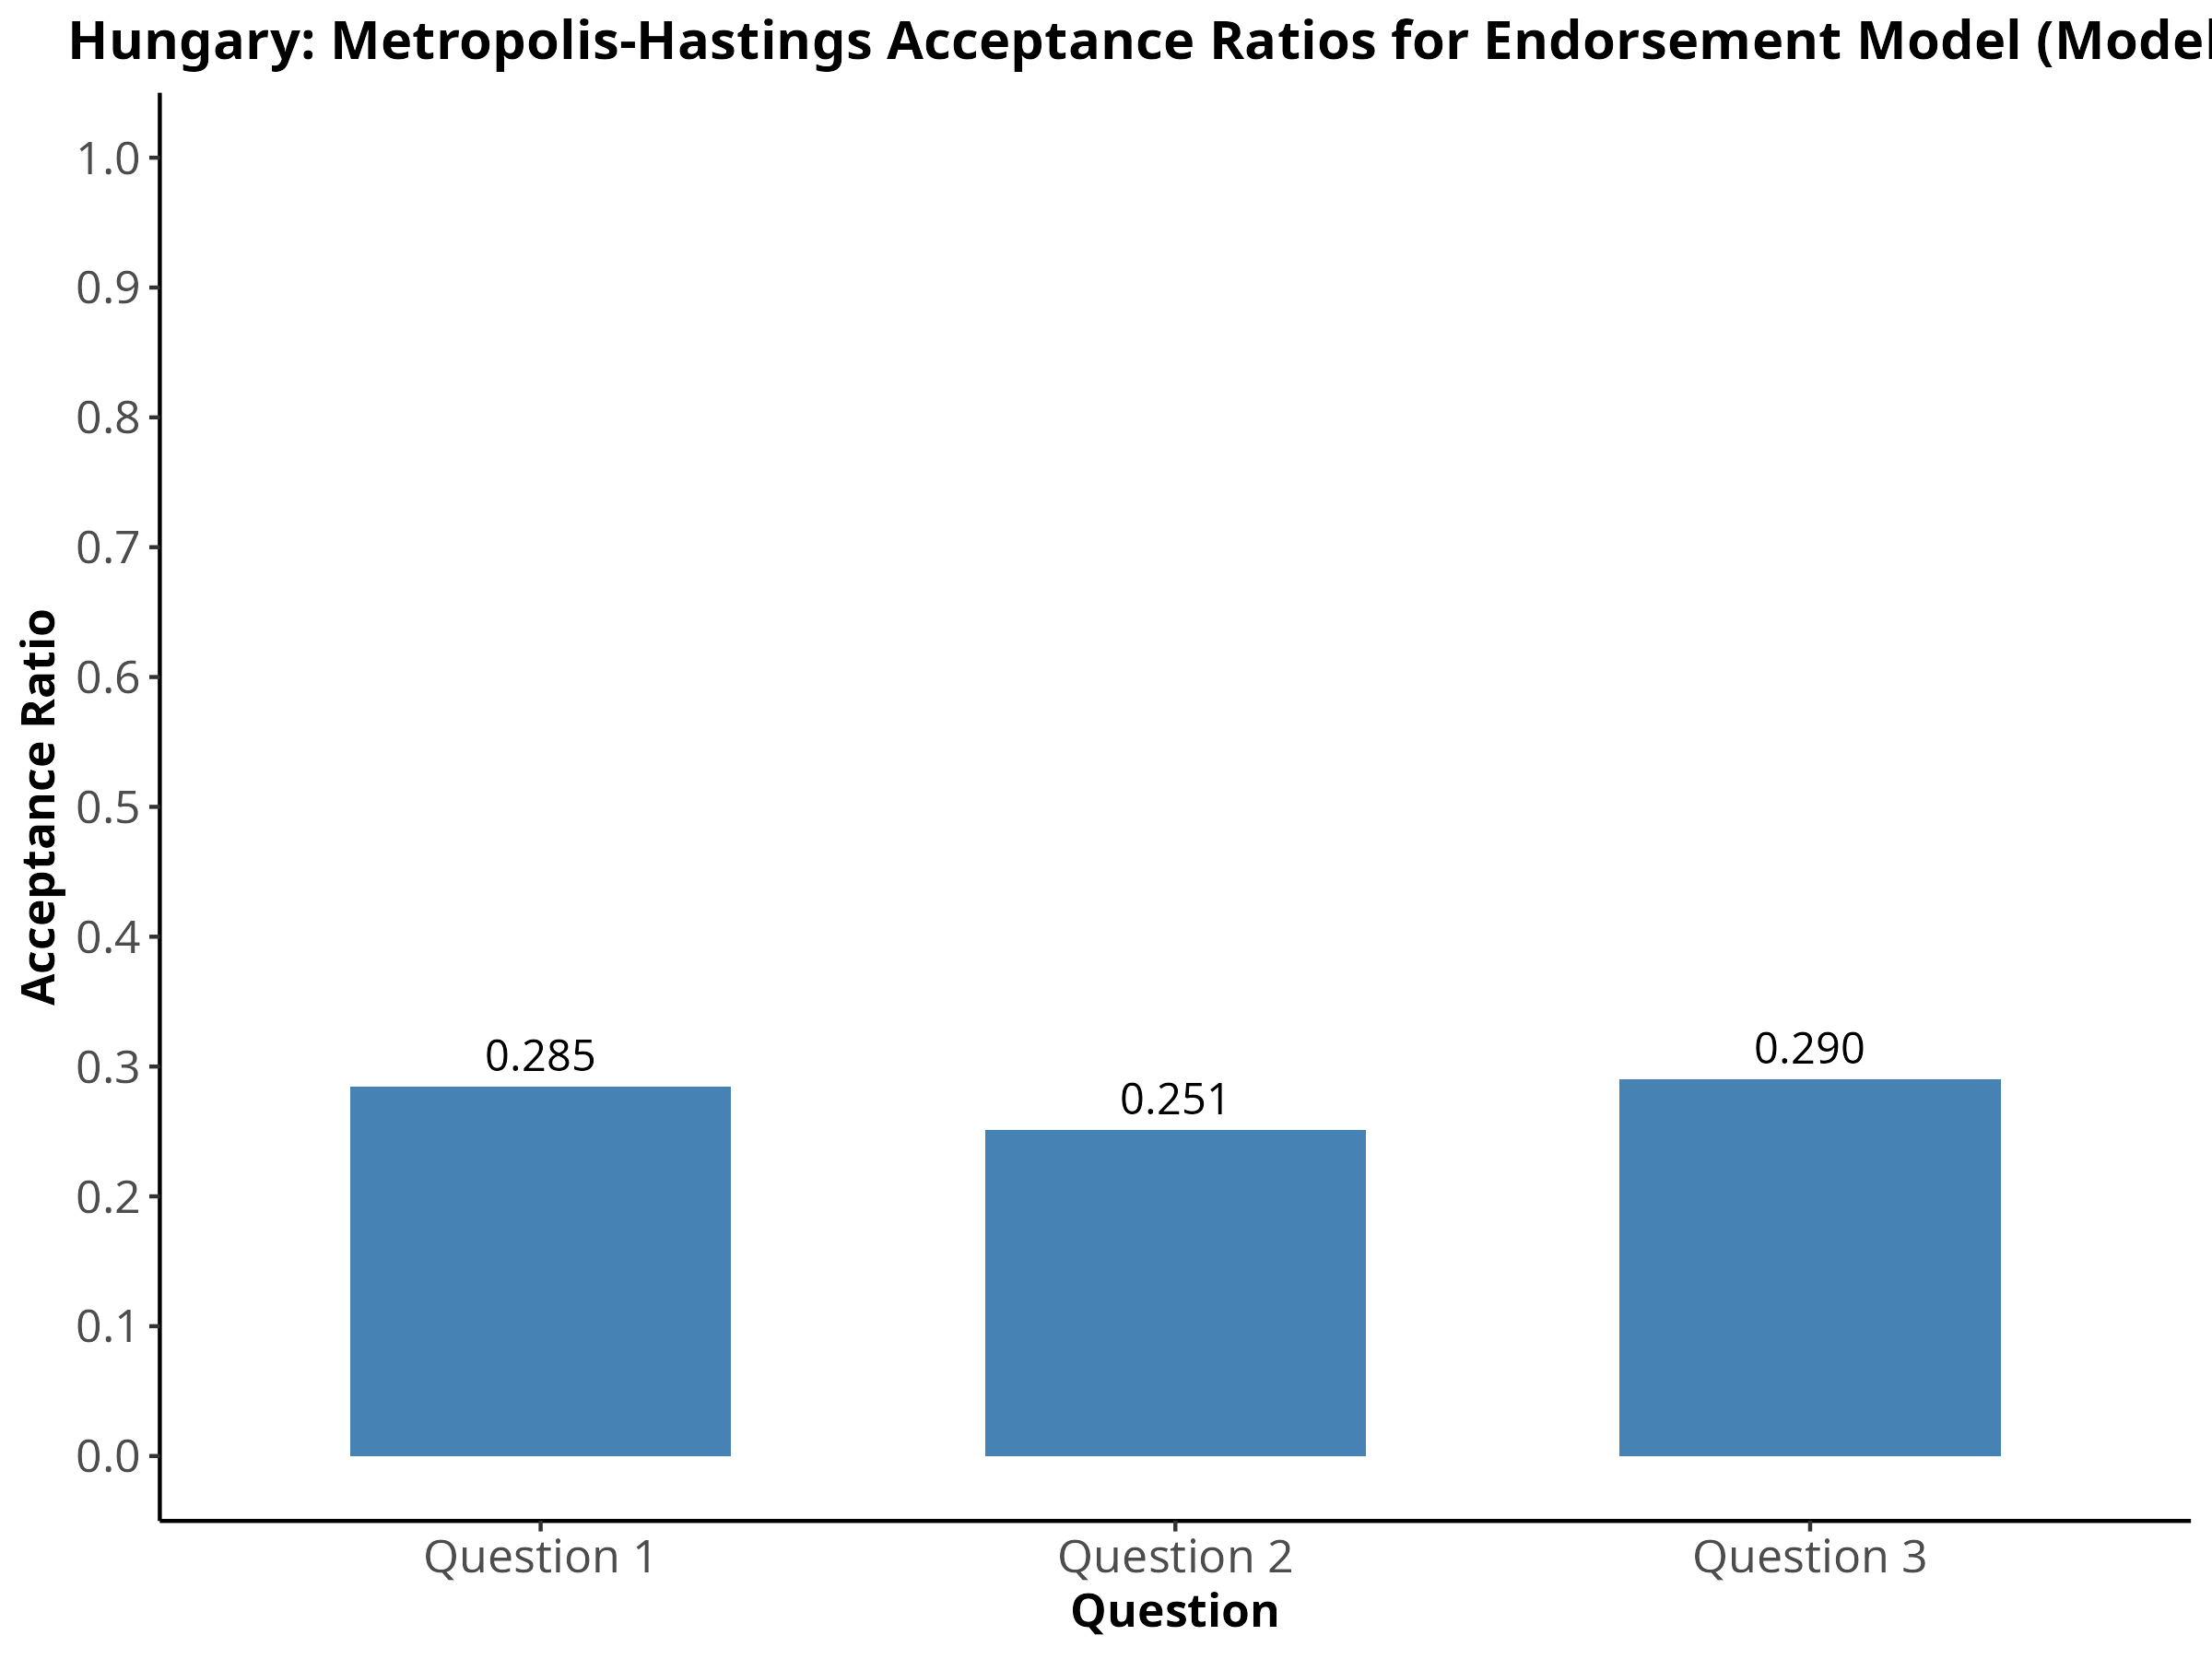 Hungary: Metropolis-Hastings Acceptance Ratios for Endorsement Model (Model
1.0
0.9
0.8
0.7
0.6
0.5
0.4
0.3
0.2
0.1
0.0
Acceptance Ratio
0.285
0.251
0.290
Question 1
Question 2
Question 3
Question